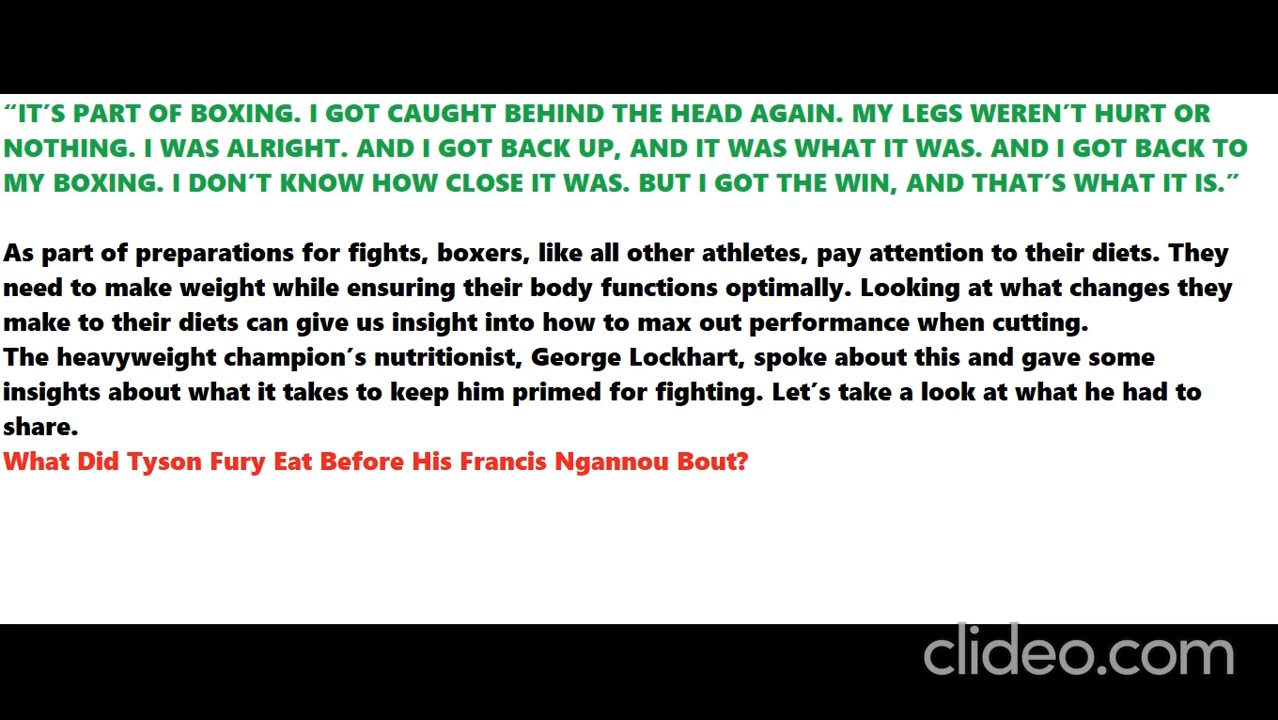 “IT’S PART OF BOXING. I GOT CAUGHT BEHIND THE HEAD AGAIN. MY LEGS WEREN’T HURT OR
NOTHING. I WAS ALRIGHT. AND I GOT BACK UP, AND IT WAS WHAT IT WAS. AND I GOT BACK TO
MY BOXING. I DON’T KNOW HOW CLOSE IT WAS. BUT I GOT THE WIN, AND THAT’S WHAT IT IS.”
As part of preparations for fights, boxers, like all other athletes, pay attention to their diets. They
need to make weight while ensuring their body functions optimally. Looking at what changes they
make to their diets can give us insight into how to max out performance when cutting.
The heavyweight champion’s nutritionist, George Lockhart, spoke about this and gave some
insights about what it takes to keep him primed for fighting. Let’s take a look at what he had to
share.
What Did Tyson Fury Eat Before His Francis Ngannou Bout?
clideo.com